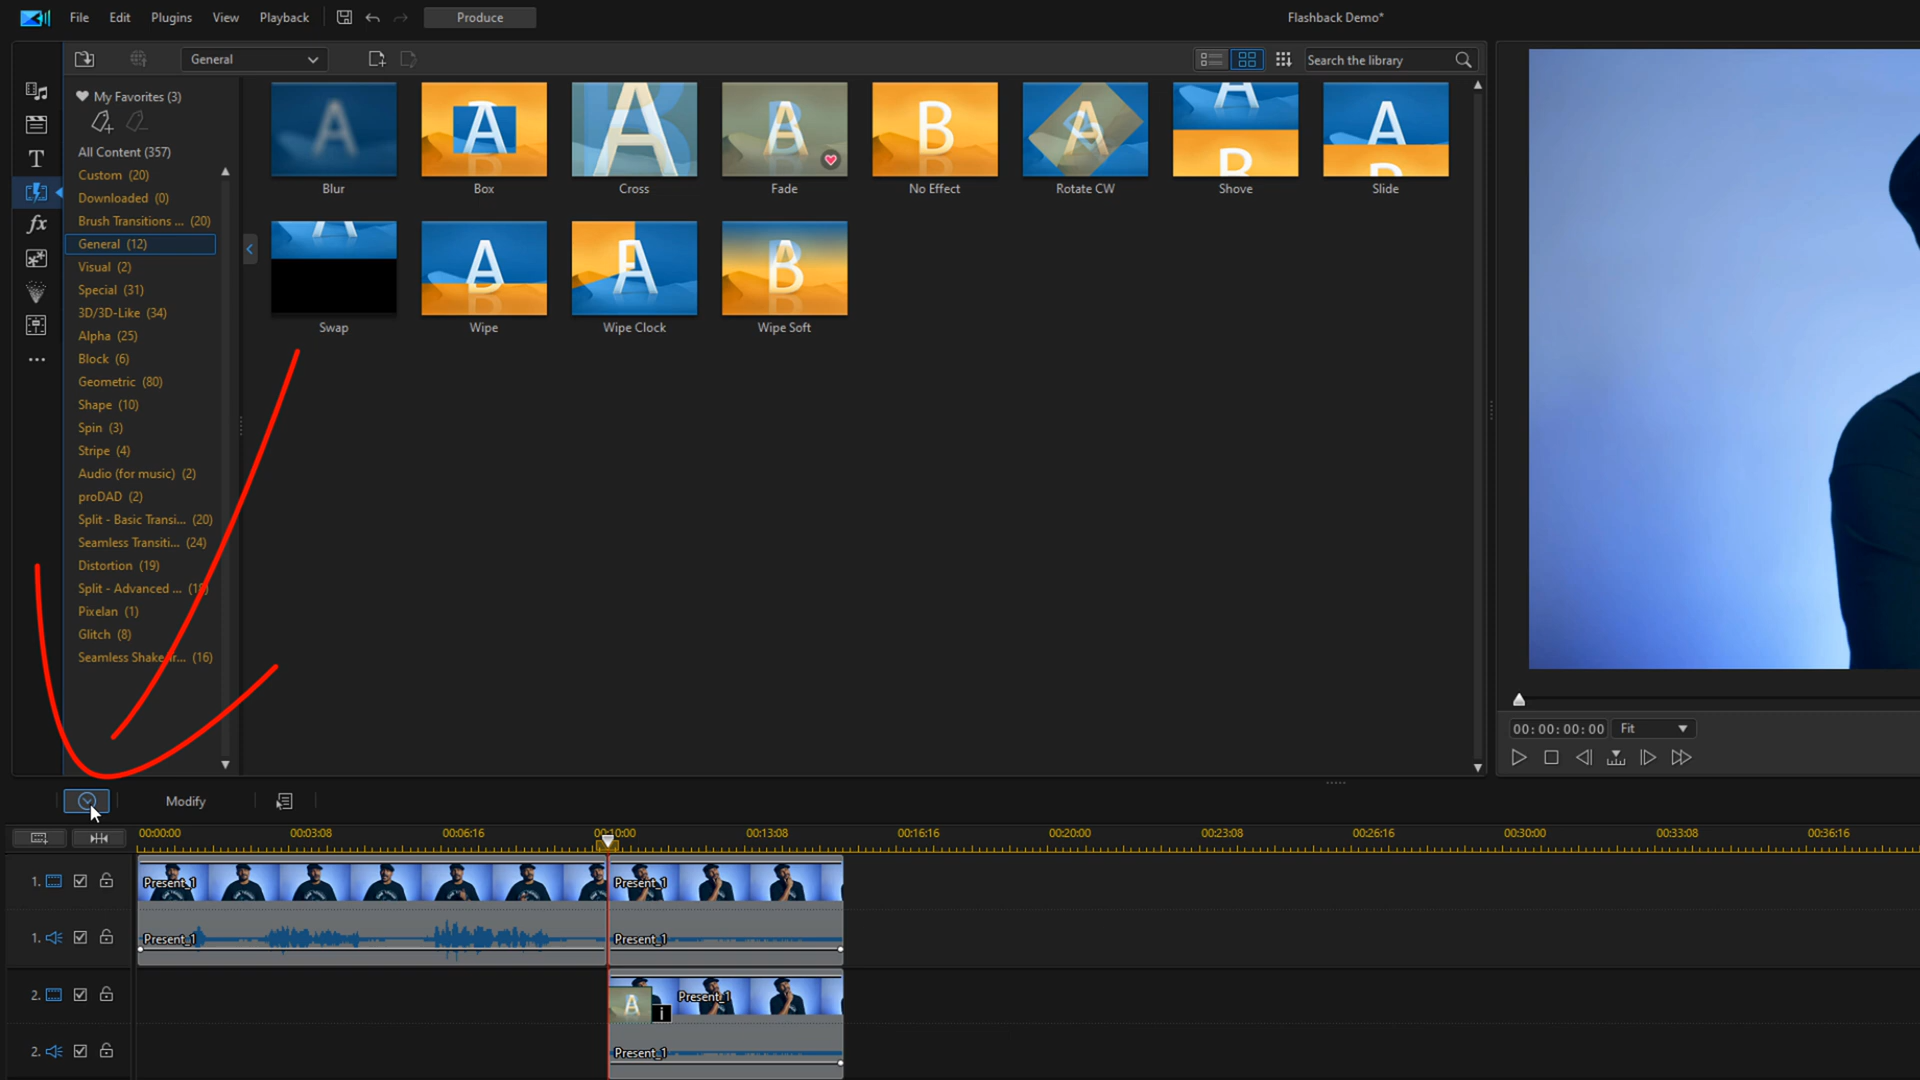 File Edit Plugins View Playback Produce Flashback Demo*
General Search the library
My Favorites (3)
All Content (357)
Custom (20)
Downloaded (0)
Brush Transitions ... (20)
General (12)
Visual (2)
Special (31)
3D/3D-Like (34)
Alpha (25)
Block (6)
Geometric (80)
Shape (10)
Spin (3)
Stripe (4)
Audio (for music) (2)
proDAD (2)
Split - Basic Transi... (20)
Seamless Transiti... (24)
Distortion (19)
Split - Advanced ...
Pixelan (1)
Glitch (8)
Seamless Shake (16)
Blur Box Cross Fade No Effect Rotate CW Shove Slide
Swap Wipe Wipe Clock Wipe Soft
00:00:00:00 Fit
Modify
00:00:00 00:03:08 00:06:16 00:10:00 00:13:08 00:16:16 00:20:00 00:23:08 00:26:16 00:30:00 00:33:08 00:36:16
1. Present_1 Present_1
1. Present_1 Present_1
2. Present_1
2. Present_1